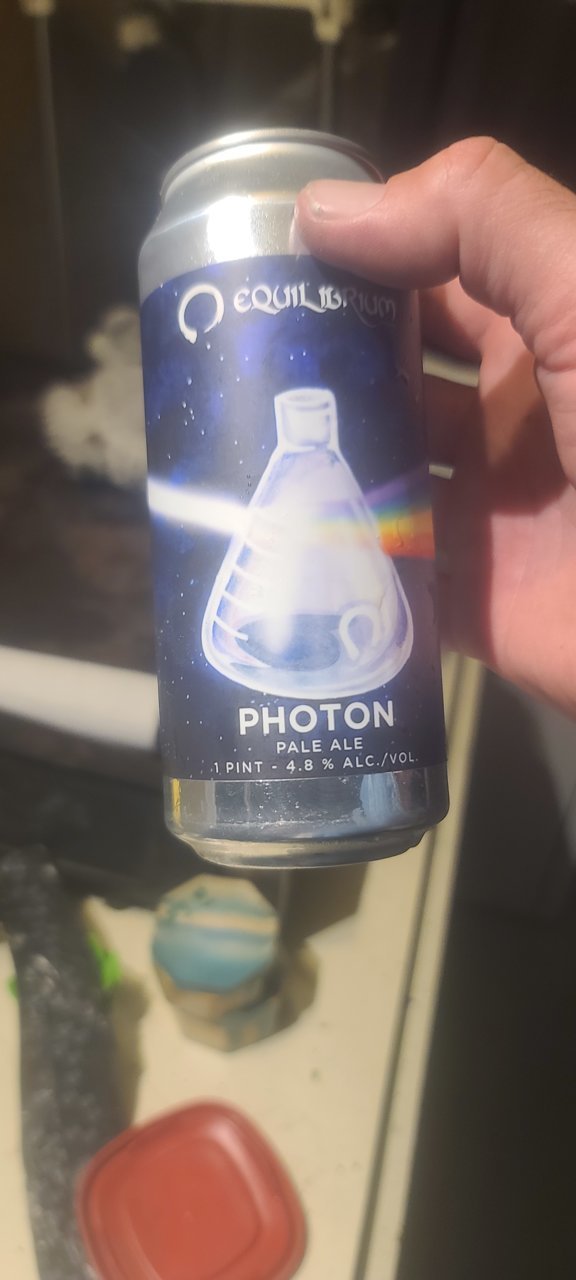 EQUILIBRIUM
PHOTON
PALE ALE
1 PINT - 4.8 % ALC./VOL.